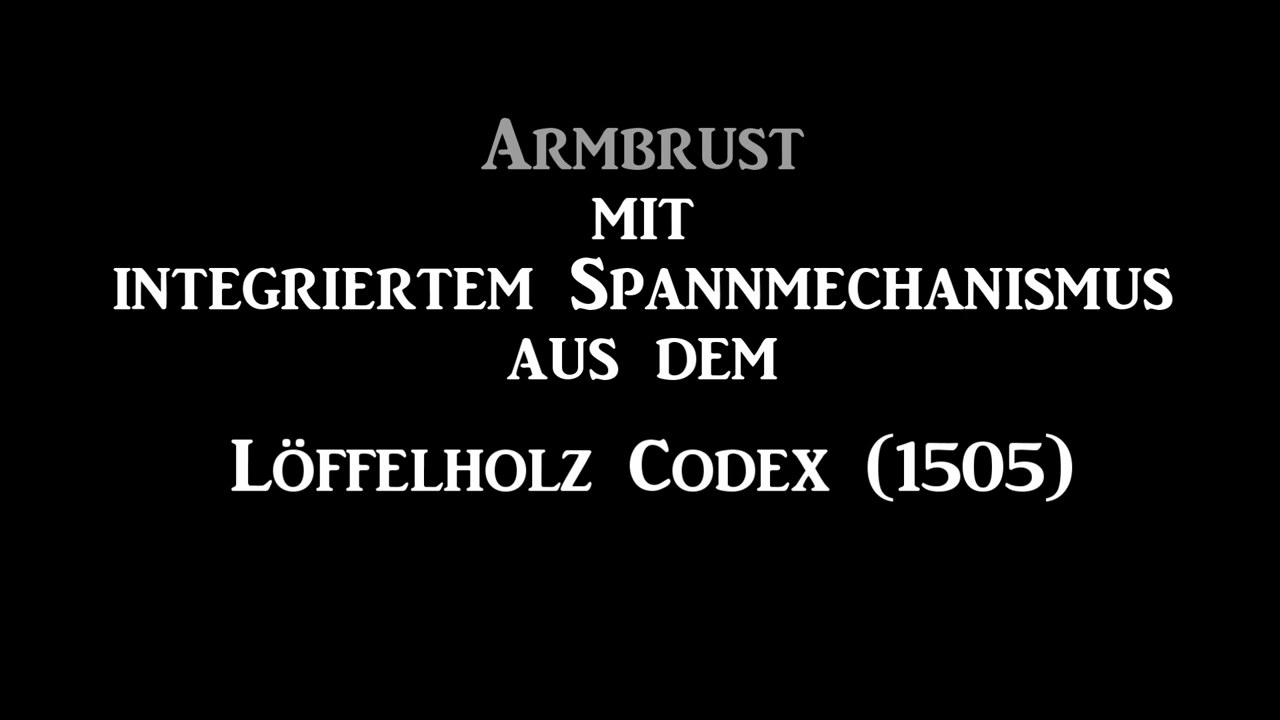 Armbrust
mit
integriertem Spannmechanismus
aus dem
Löffelholz Codex (1505)